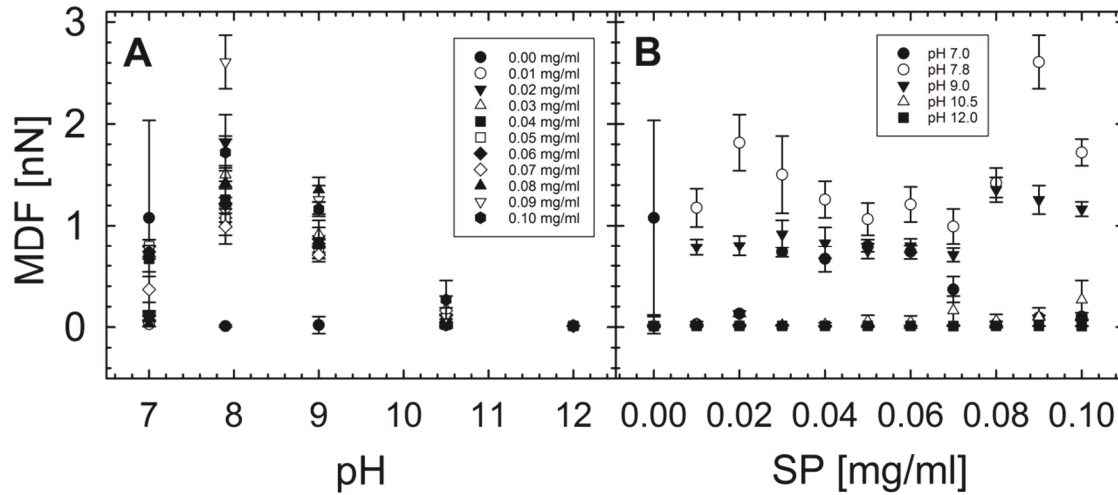 A
B
MDF [nN]
3
2
1
0
0.00 mg/ml
0.01 mg/ml
0.02 mg/ml
0.03 mg/ml
0.04 mg/ml
0.05 mg/ml
0.06 mg/ml
0.07 mg/ml
0.08 mg/ml
0.09 mg/ml
0.10 mg/ml
pH 7.0
pH 7.8
pH 9.0
pH 10.5
pH 12.0
7 8 9 10 11 12
0.00 0.02 0.04 0.06 0.08 0.10
pH
SP [mg/ml]